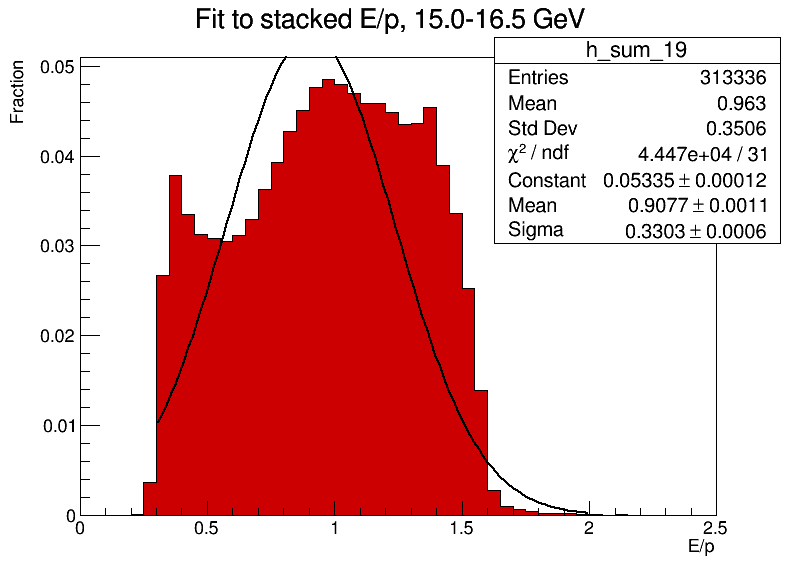 Fit to stacked E/p, 15.0-16.5 GeV
h_sum_19
Entries 313336
Mean 0.963
Std Dev 0.3506
χ² / ndf 4.447e+04 / 31
Constant 0.05335 ± 0.00012
Mean 0.9077 ± 0.0011
Sigma 0.3303 ± 0.0006
Fraction
0.05
0.04
0.03
0.02
0.01
0
0 0.5 1 1.5 2 2.5
E/p